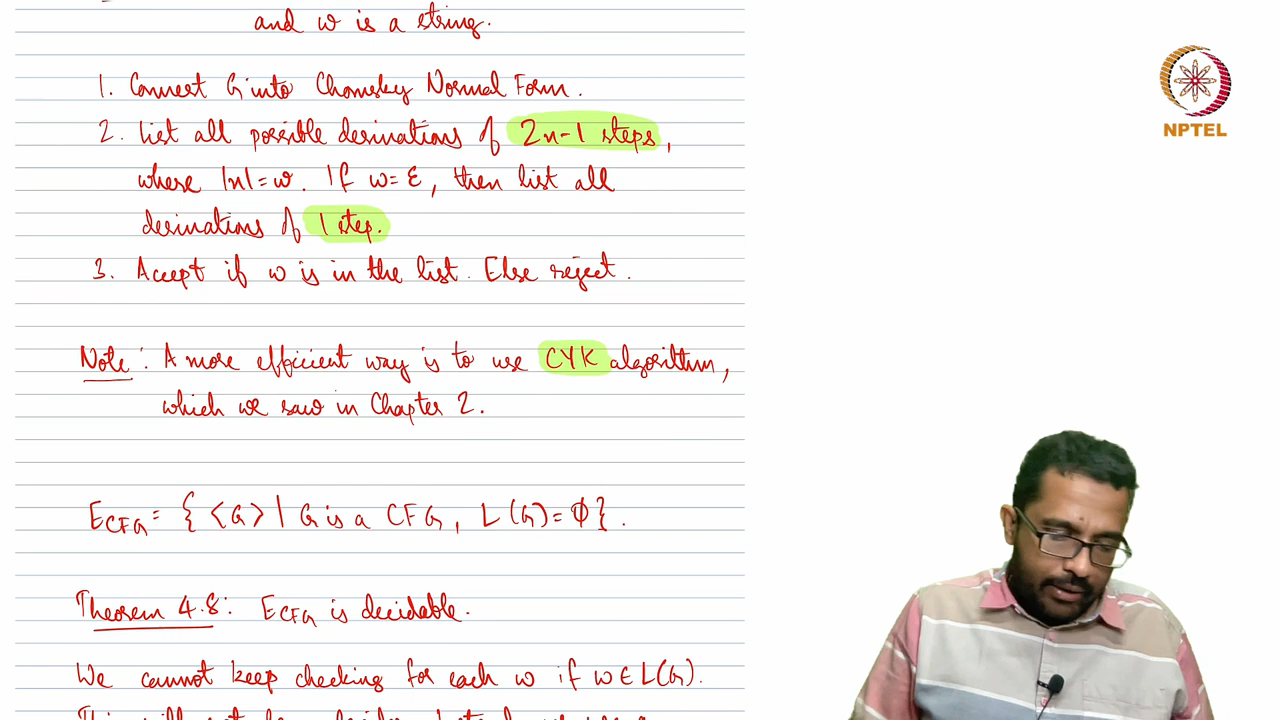 and w is a string.
1. Convert G into Chomsky Normal Form.
2. List all possible derivations of 2n-1 steps,
where |n|=w. If w=ε, then list all
derivations of 1 step.
3. Accept if w is in the list. Else reject.
Note: A more efficient way is to use CYK algorithm,
which we saw in Chapter 2.
E_CFG = { <G> | G is a CFG, L(G)=φ}.
Theorem 4.8: E_CFG is decidable.
We cannot keep checking for each w if w∈L(G).
NPTEL